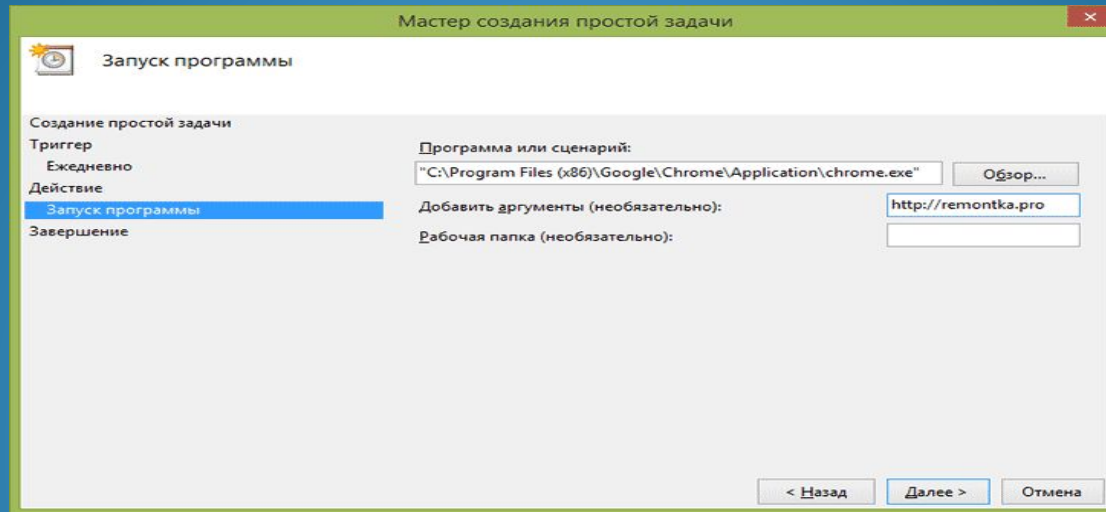 Мастер создания простой задачи
Запуск программы
Создание простой задачи
Триггер
Ежедневно
Действие
Запуск программы
Завершение
Программа или сценарий:
"C:\Program Files (x86)\Google\Chrome\Application\chrome.exe" Обзор...
Добавить аргументы (необязательно): http://remontka.pro
Рабочая папка (необязательно):
< Назад Далее > Отмена